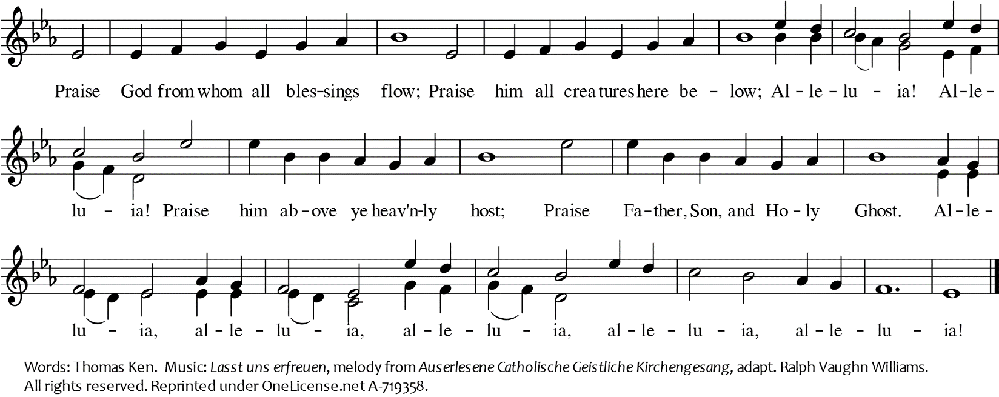 Praise God from whom all bles-sings flow; Praise him all crea tures here be-low; Al-le-lu-ia! Al-le-
lu-ia! Praise him ab-ove ye heav'n-ly host; Praise Fa-ther, Son, and Ho-ly Ghost. Al-le-
lu-ia, al-le-lu-ia, al-le-lu-ia, al-le-lu-ia, al-le-lu-ia!
Words: Thomas Ken. Music: Lasst uns erfreuen, melody from Auserlesene Catholische Geistliche Kirchengesang, adapt. Ralph Vaughn Williams.
All rights reserved. Reprinted under OneLicense.net A-719358.